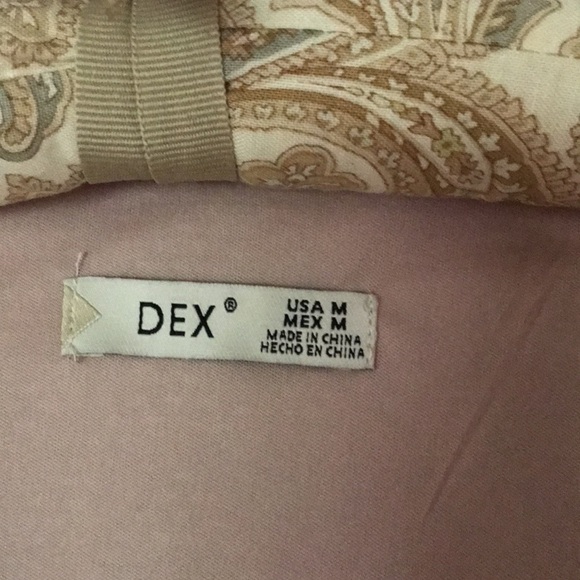 DEX®
USA M
MEX M
MADE IN CHINA
HECHO EN CHINA